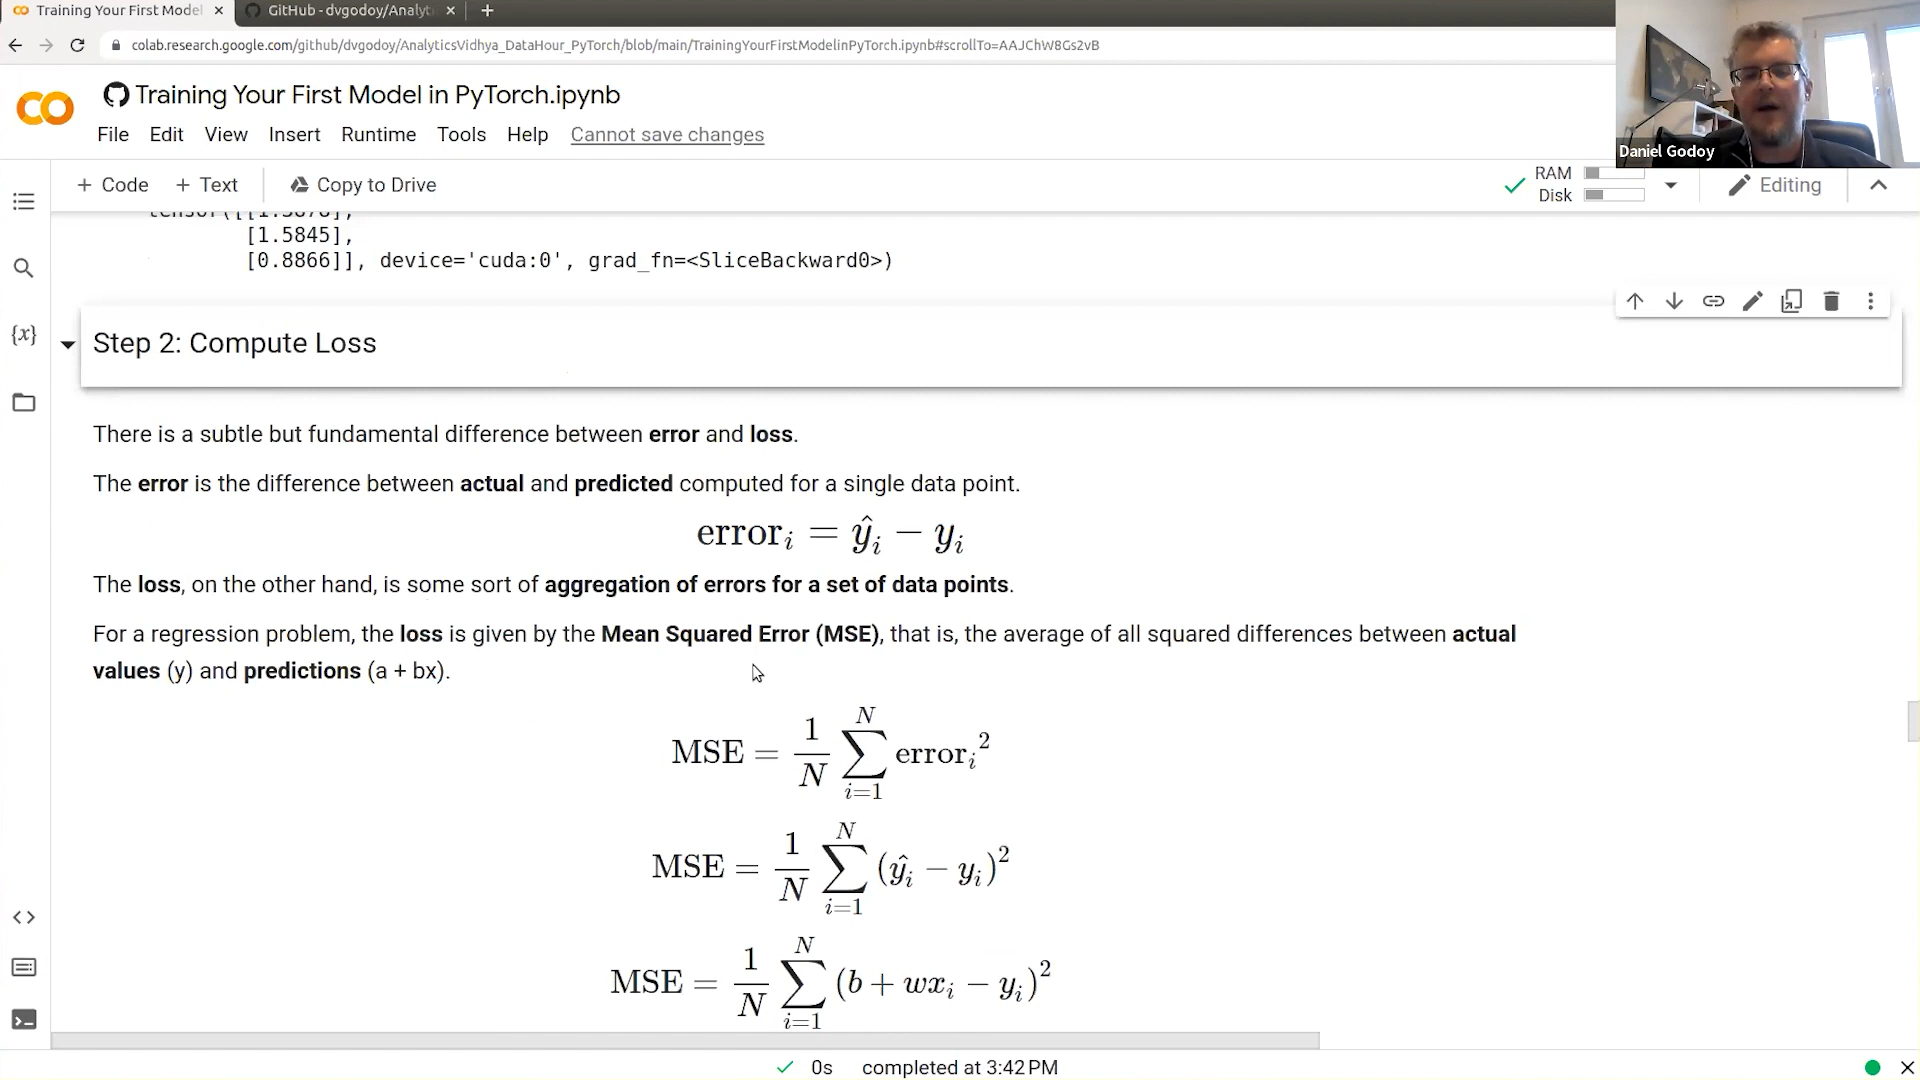 Training Your First Model
GitHub - dvgodoy/Analyt
colab.research.google.com/github/dvgodoy/AnalyticsVidhya_DataHour_PyTorch/blob/main/TrainingYourFirstModelinPyTorch.ipynb#scrollTo=AAJChW8Gs2vB
Training Your First Model in PyTorch.ipynb
File Edit View Insert Runtime Tools Help Cannot save changes
Daniel Godoy
+ Code + Text Copy to Drive
RAM
Disk
Editing
[1.5845],
[0.8866]], device='cuda:0', grad_fn=<SliceBackward0>)
Step 2: Compute Loss
There is a subtle but fundamental difference between error and loss.
The error is the difference between actual and predicted computed for a single data point.
errorᵢ = ŷᵢ − yᵢ
The loss, on the other hand, is some sort of aggregation of errors for a set of data points.
For a regression problem, the loss is given by the Mean Squared Error (MSE), that is, the average of all squared differences between actual
values (y) and predictions (a + bx).
MSE = 1/N ∑ᵢ₌₁ᴺ errorᵢ²
MSE = 1/N ∑ᵢ₌₁ᴺ (ŷᵢ − yᵢ)²
MSE = 1/N ∑ᵢ₌₁ᴺ (b + wxᵢ − yᵢ)²
0s completed at 3:42 PM